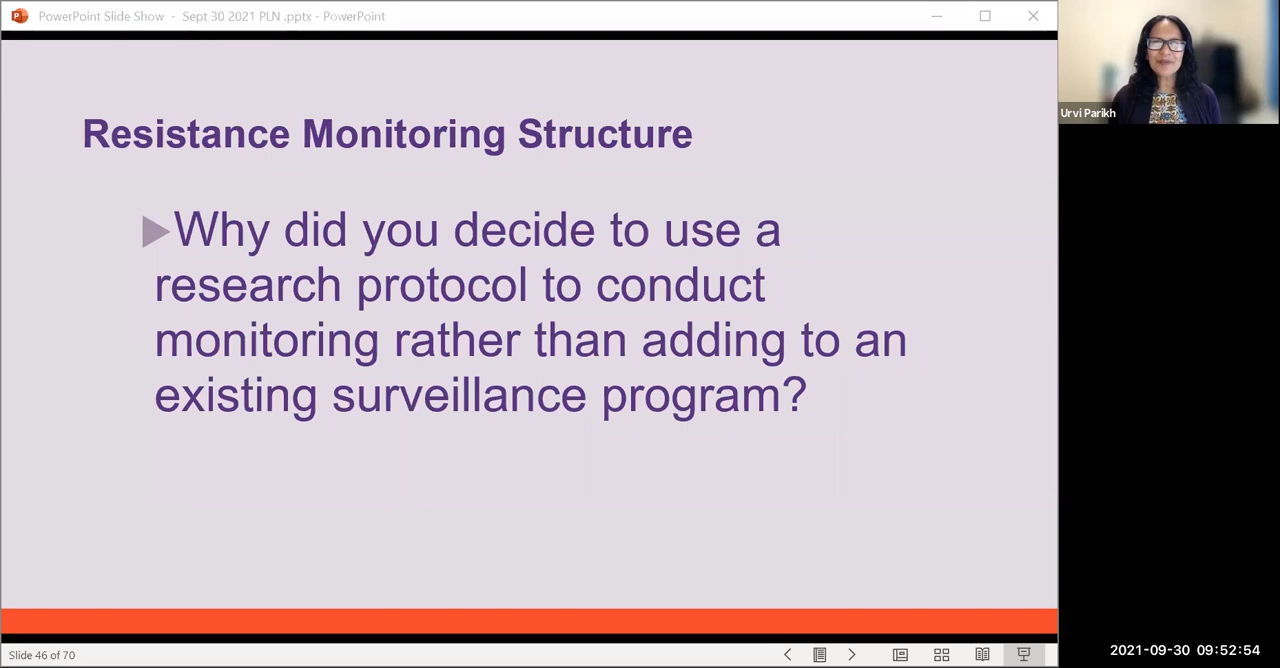 PowerPoint Slide Show - Sept 30 2021 PLN .pptx - PowerPoint
Urvi Parikh
Resistance Monitoring Structure
Why did you decide to use a
research protocol to conduct
monitoring rather than adding to an
existing surveillance program?
Slide 46 of 70
2021-09-30 09:52:54